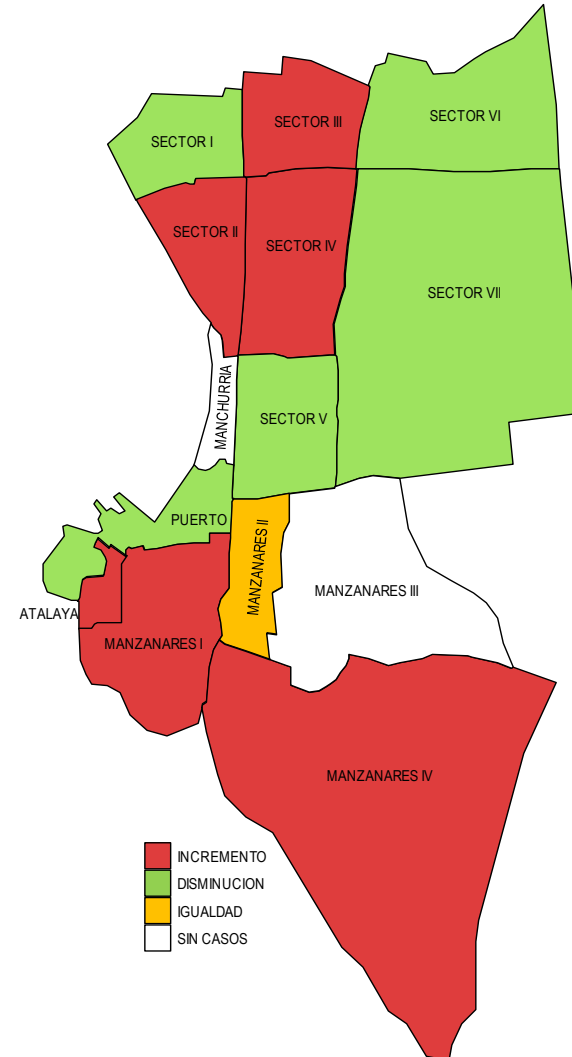 SECTOR VI
SECTOR III
SECTOR I
SECTOR II
SECTOR IV
SECTOR VII
MANCHURRIA
SECTOR V
PUERTO
MANZANARES II
MANZANARES III
ATALAYA
MANZANARES I
MANZANARES IV
INCREMENTO
DISMINUCION
IGUALDAD
SIN CASOS